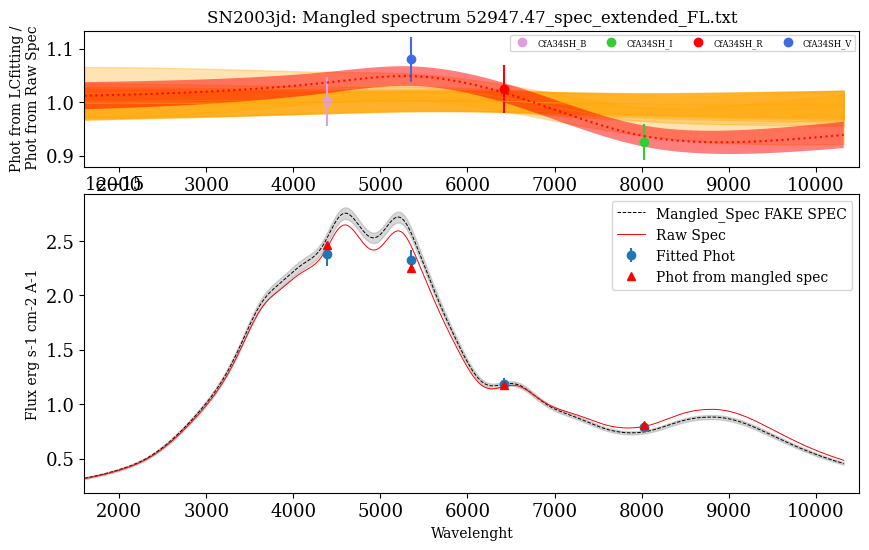 SN2003jd: Mangled spectrum 52947.47_spec_extended_FL.txt
Phot from LCfitting /
Phot from Raw Spec
1.1
1.0
0.9
CfA34SH_B
CfA34SH_I
CfA34SH_R
CfA34SH_V
2000 3000 4000 5000 6000 7000 8000 9000 10000
1e−15
Flux erg s-1 cm-2 A-1
2.5
2.0
1.5
1.0
0.5
Mangled_Spec FAKE SPEC
Raw Spec
Fitted Phot
Phot from mangled spec
2000 3000 4000 5000 6000 7000 8000 9000 10000
Wavelenght